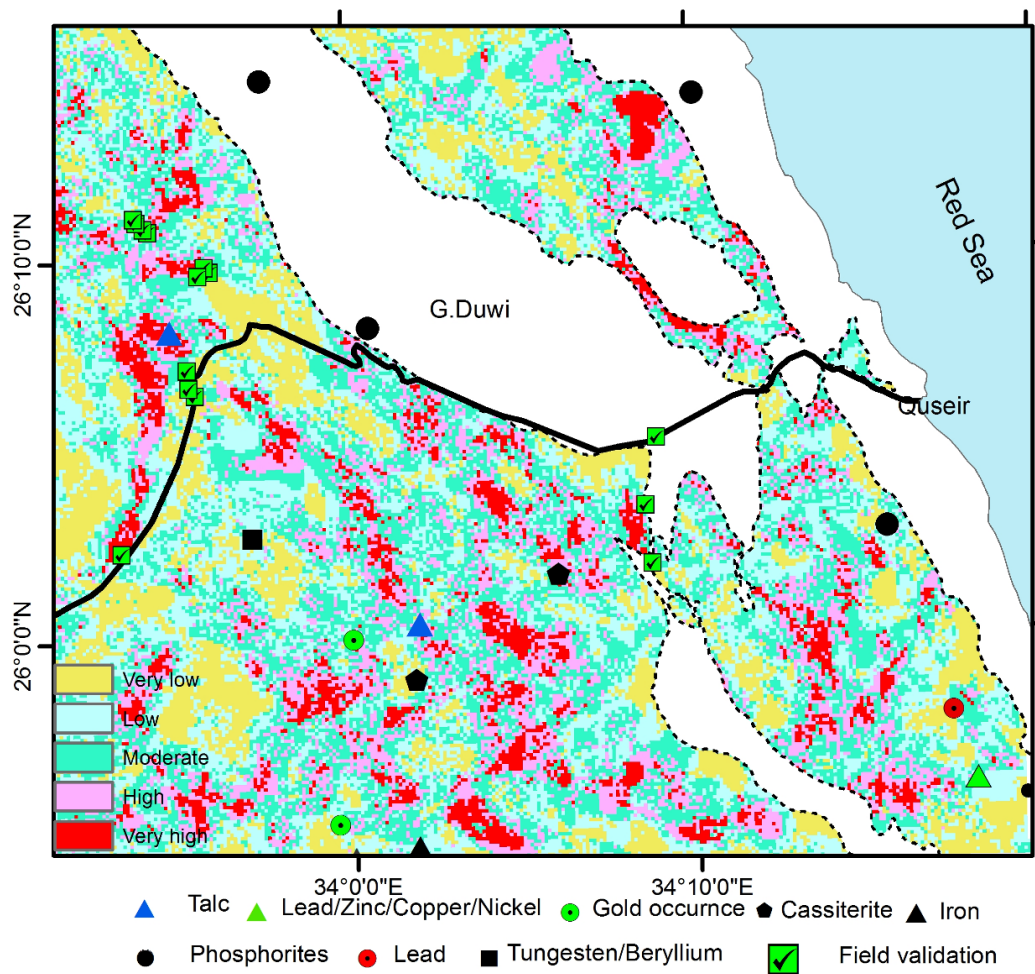 Red Sea
26°10'0"N
G.Duwi
Quseir
26°0'0"N
Very low
Low
Moderate
High
Very high
34°0'0"E 34°10'0"E
Talc Lead/Zinc/Copper/Nickel Gold occurnce Cassiterite Iron
Phosphorites Lead Tungesten/Beryllium Field validation